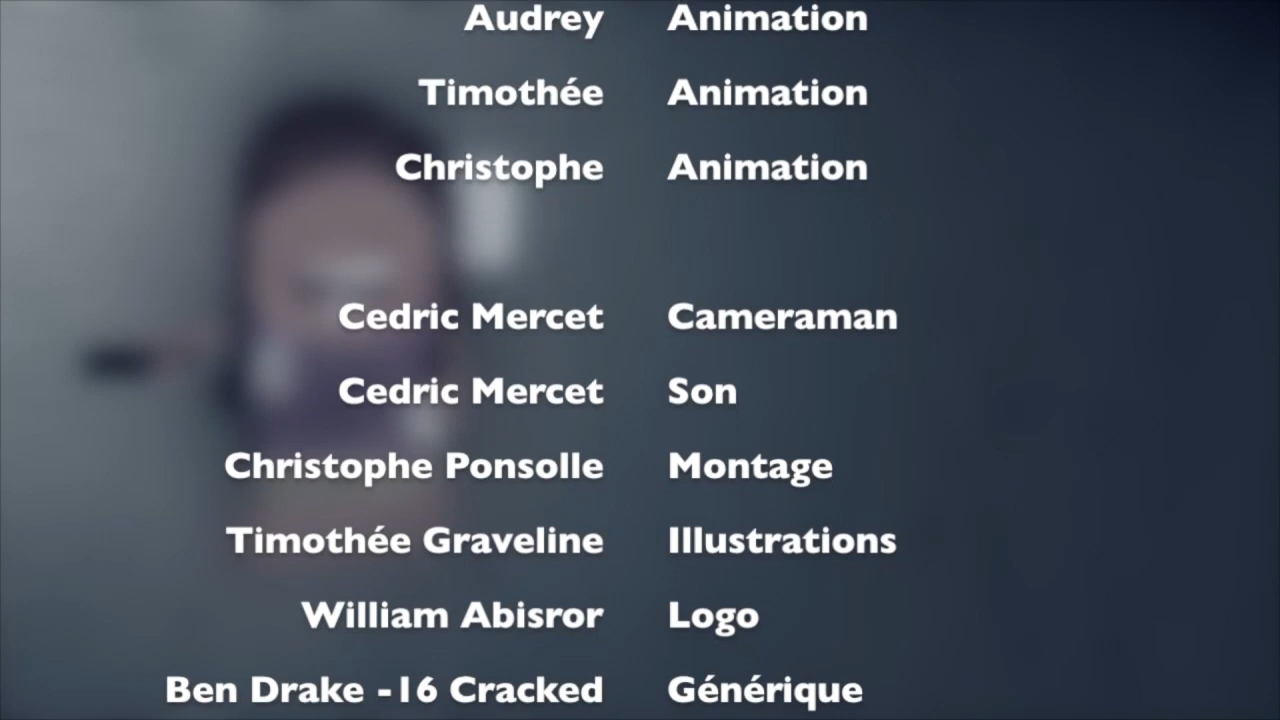 Audrey Animation
Timothée Animation
Christophe Animation
Cedric Mercet Cameraman
Cedric Mercet Son
Christophe Ponsolle Montage
Timothée Graveline Illustrations
William Abisror Logo
Ben Drake -16 Cracked Générique